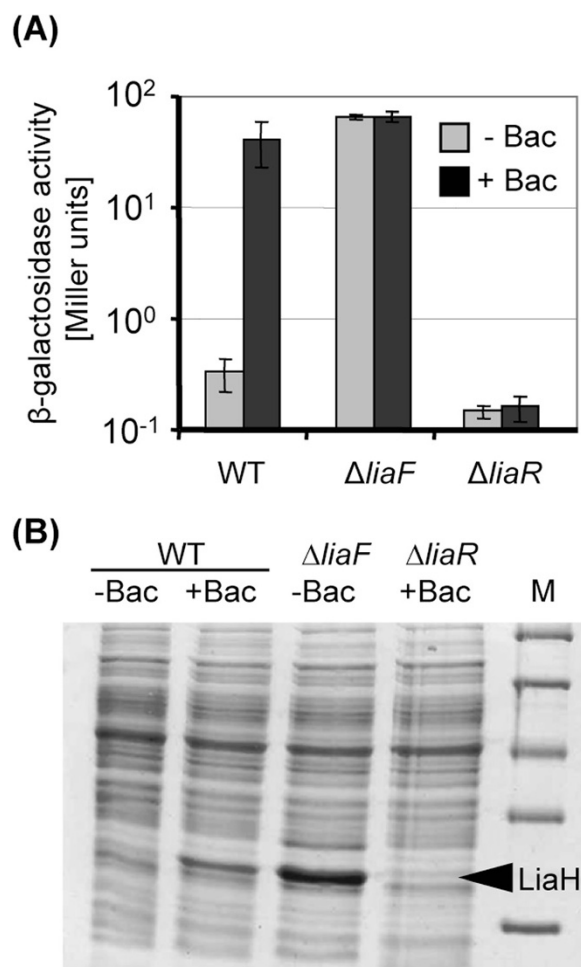 (A)
β-galactosidase activity
[Miller units]
10²
10¹
10⁰
10⁻¹
- Bac
+ Bac
WT
ΔliaF
ΔliaR
(B)
WT ΔliaF ΔliaR
-Bac +Bac -Bac +Bac M
LiaH